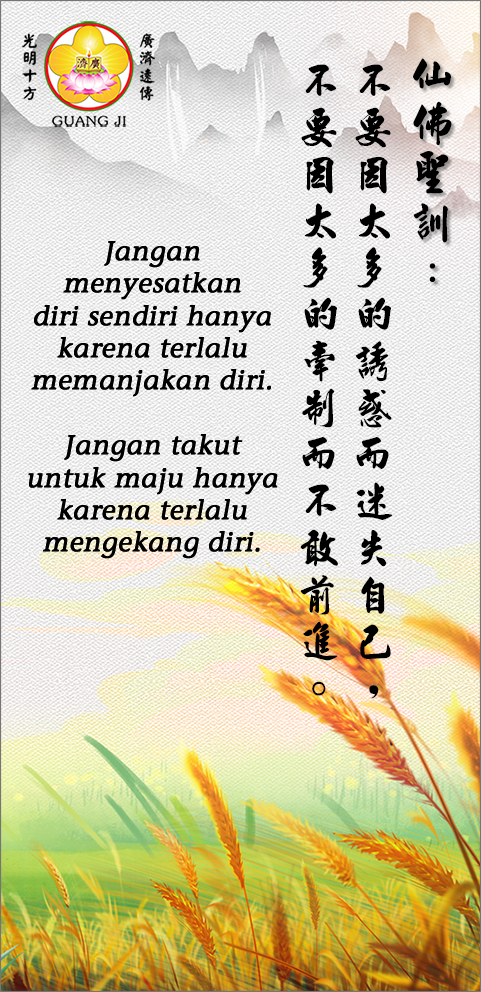 光明十方
廣濟
廣濟遠傳
GUANG JI
仙佛聖訓：
不要因太多的誘惑而迷失自己，
不要因太多的牽制而不敢前進。
Jangan
menyesatkan
diri sendiri hanya
karena terlalu
memanjakan diri.
Jangan takut
untuk maju hanya
karena terlalu
mengekang diri.